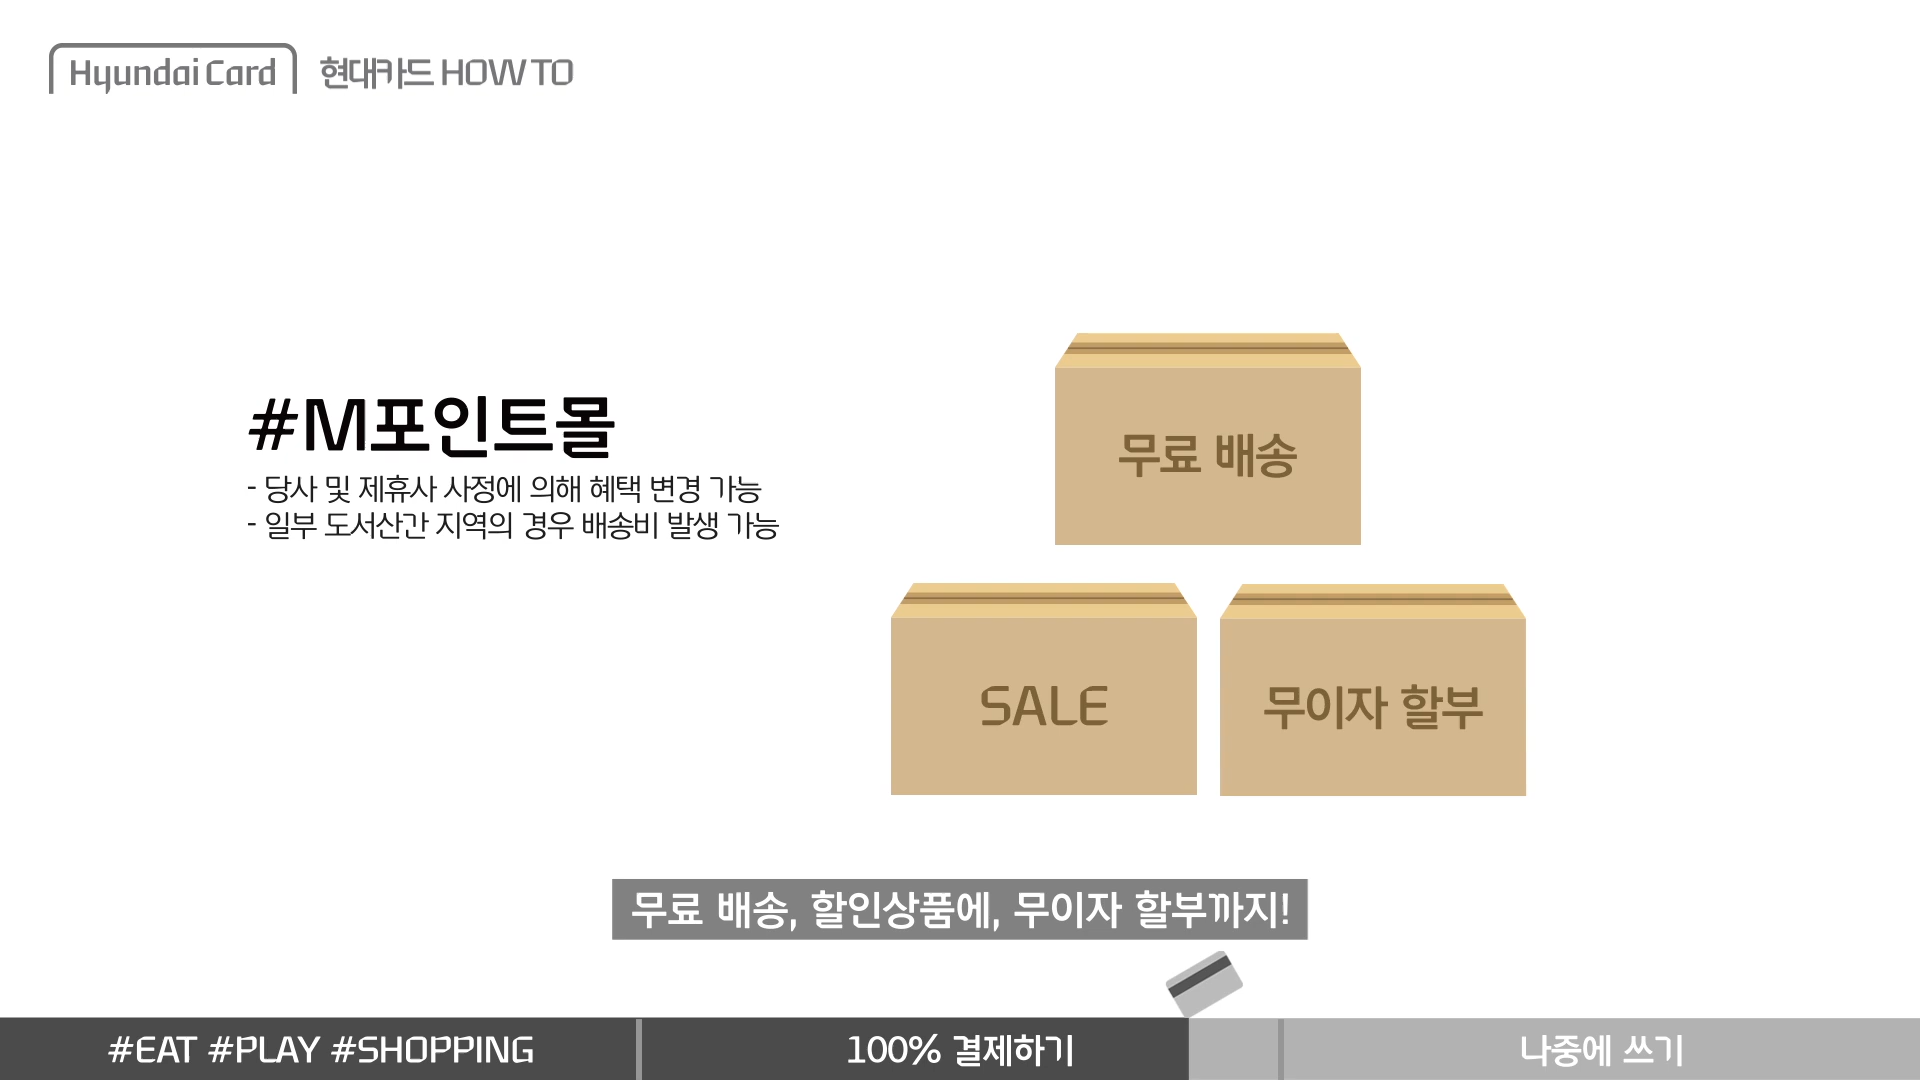 Hyundai Card 현대카드 HOW TO
#M포인트몰
- 당사 및 제휴사 사정에 의해 혜택 변경 가능
- 일부 도서산간 지역의 경우 배송비 발생 가능
무료 배송
SALE
무이자 할부
무료 배송, 할인상품에, 무이자 할부까지!
#EAT #PLAY #SHOPPING
100% 결제하기
나중에 쓰기